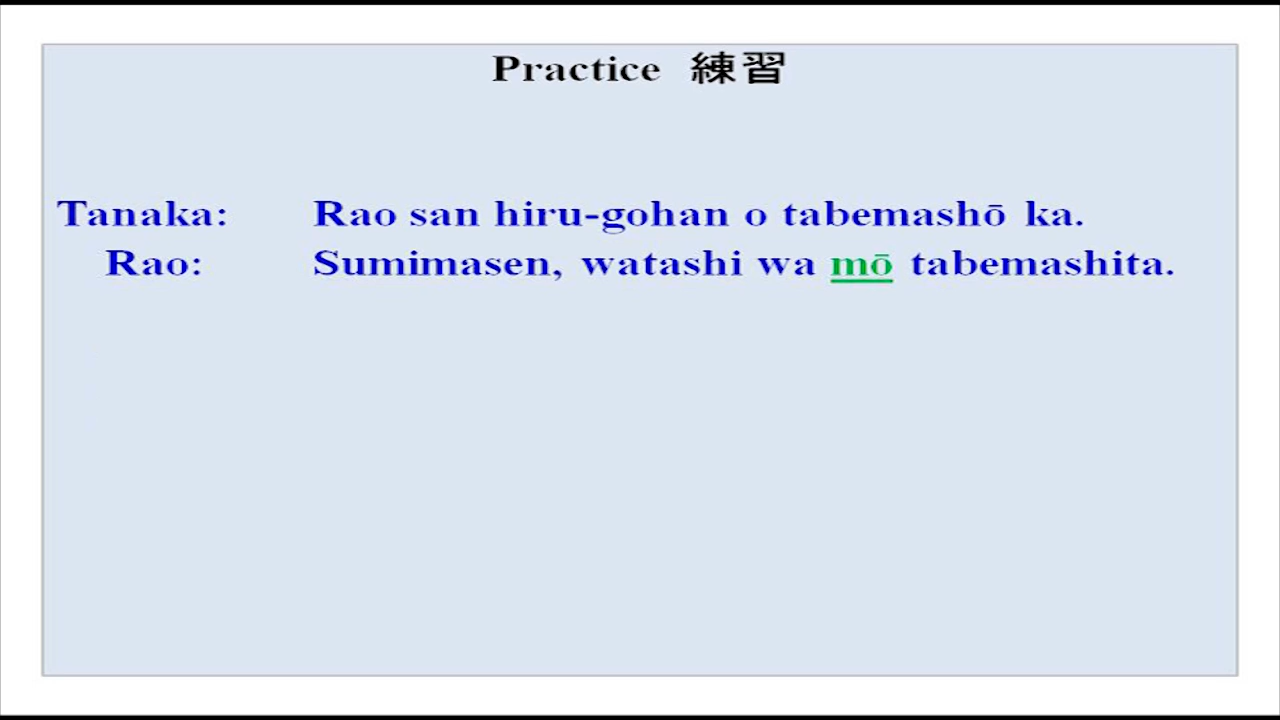 Practice 練習
Tanaka: Rao san hiru-gohan o tabemashō ka.
Rao: Sumimasen, watashi wa mō tabemashita.